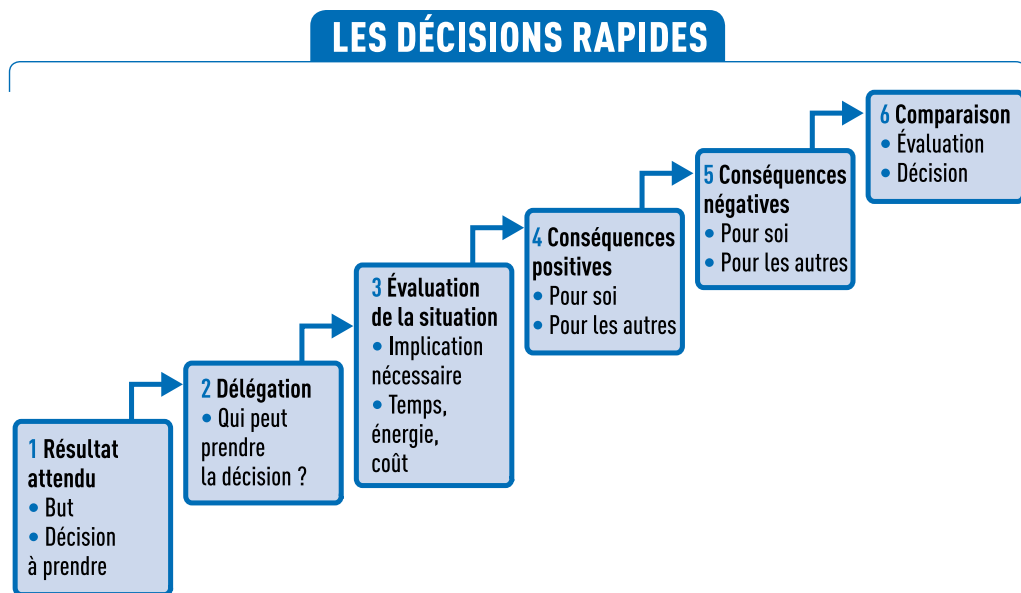 LES DÉCISIONS RAPIDES
1 Résultat
attendu
• But
• Décision
à prendre
2 Délégation
• Qui peut
prendre
la décision ?
3 Évaluation
de la situation
• Implication
nécessaire
• Temps,
énergie,
coût
4 Conséquences
positives
• Pour soi
• Pour les autres
5 Conséquences
négatives
• Pour soi
• Pour les autres
6 Comparaison
• Évaluation
• Décision